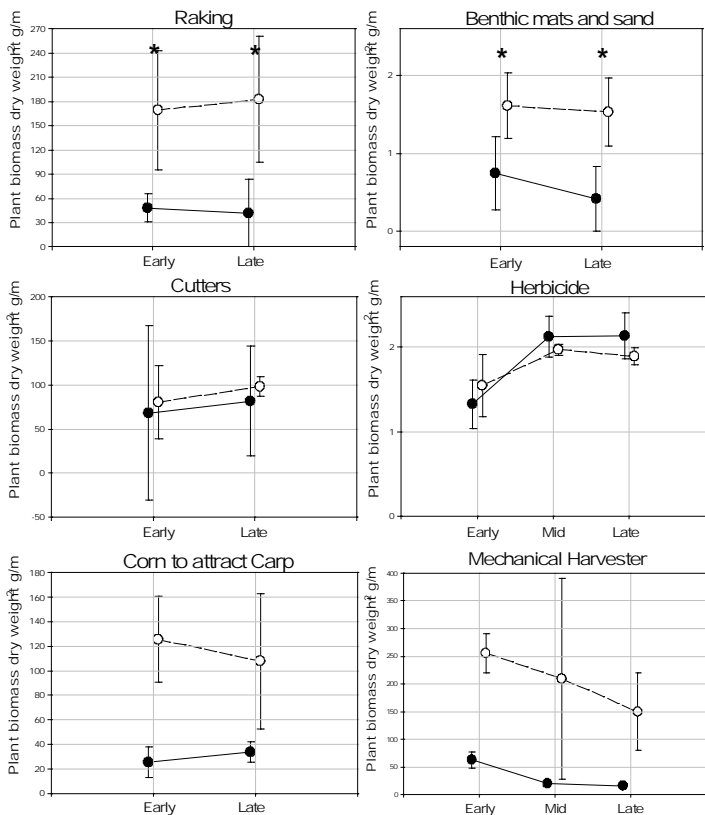 Raking
Plant biomass dry weight g/m²
270
240
210
180
150
120
90
60
30
0
* *
Early Late
Benthic mats and sand
Plant biomass dry weight g/m²
2
1
0
* *
Early Late
Cutters
Plant biomass dry weight g/m²
200
150
100
50
0
-50
Early Late
Herbicide
Plant biomass dry weight g/m²
2
1
0
Early Mid Late
Corn to attract Carp
Plant biomass dry weight g/m²
180
160
140
120
100
80
60
40
20
0
Early Late
Mechanical Harvester
Plant biomass dry weight g/m²
400
350
300
250
200
150
100
50
0
Early Mid Late